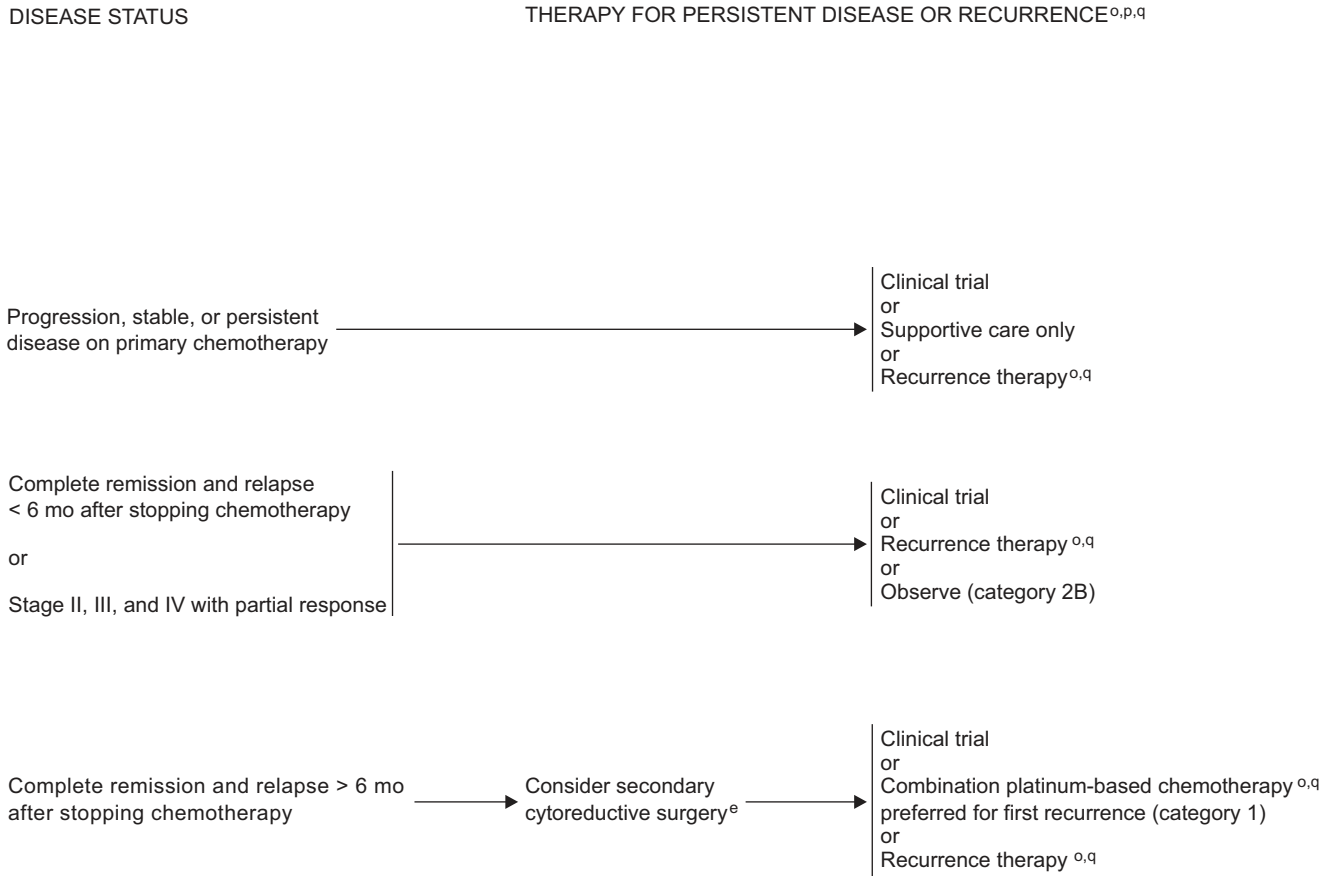 DISEASE STATUS
THERAPY FOR PERSISTENT DISEASE OR RECURRENCEo,p,q
Progression, stable, or persistent
disease on primary chemotherapy
Clinical trial
or
Supportive care only
or
Recurrence therapyo,q
Complete remission and relapse
< 6 mo after stopping chemotherapy
or
Stage II, III, and IV with partial response
Clinical trial
or
Recurrence therapy o,q
or
Observe (category 2B)
Complete remission and relapse > 6 mo
after stopping chemotherapy
Consider secondary
cytoreductive surgerye
Clinical trial
or
Combination platinum-based chemotherapy o,q
preferred for first recurrence (category 1)
or
Recurrence therapy o,q